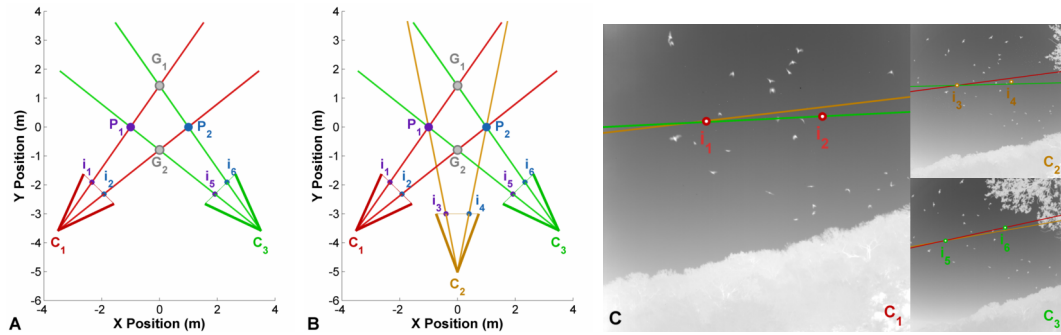 4
3
2
1
0
-1
-2
-3
-4
-5
-6
Y Position (m)
G1
P1
P2
G2
i1
i2
i5
i6
C1
C3
-4 -2 0 2 4
X Position (m)
A
4
3
2
1
0
-1
-2
-3
-4
-5
-6
Y Position (m)
G1
P1
P2
G2
i1
i2
i5
i6
i3
i4
C1
C3
C2
-4 -2 0 2 4
X Position (m)
B
i1
i2
C
C1
i3
i4
C2
i5
i6
C3